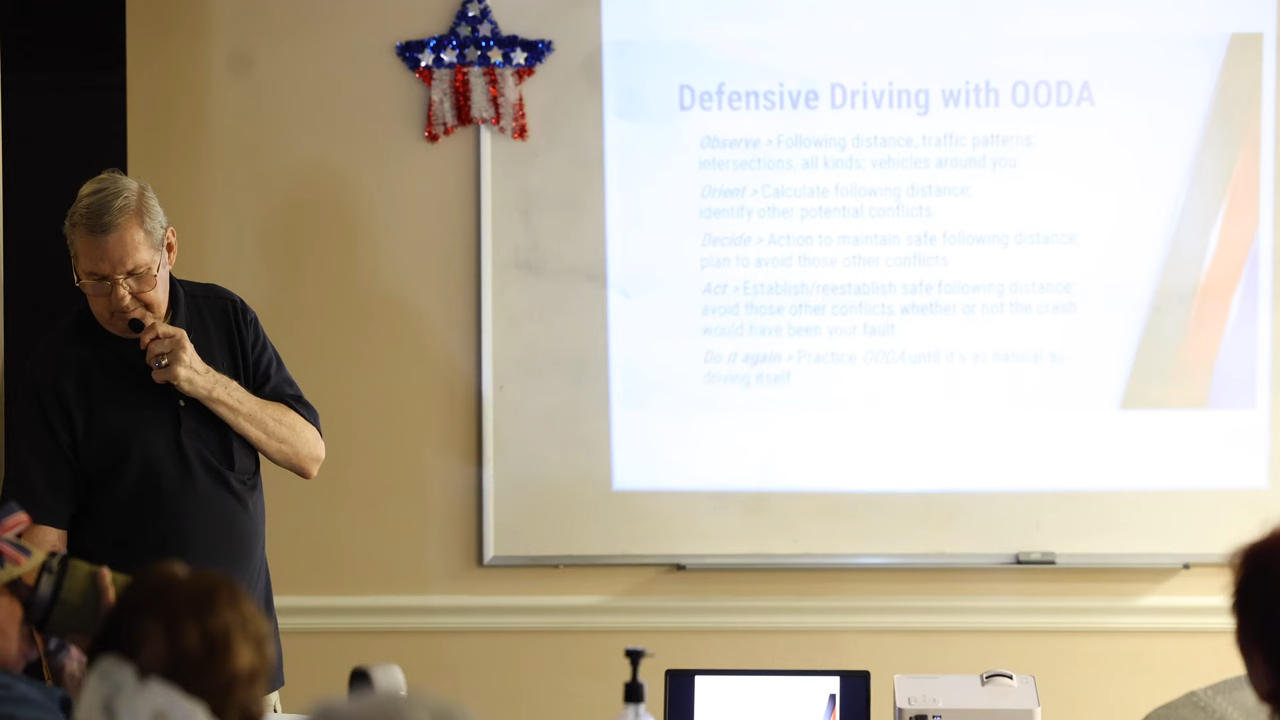 Defensive Driving with OODA
Observe > Following distance, traffic patterns;
intersections, all kinds; vehicles around you
Orient > Calculate following distance;
identify other potential conflicts
Decide > Action to maintain safe following distance;
plan to avoid those other conflicts
Act > Establish/reestablish safe following distance;
avoid those other conflicts whether or not the crash
would have been your fault
Do it again > Practice OODA until it's as natural as
driving itself